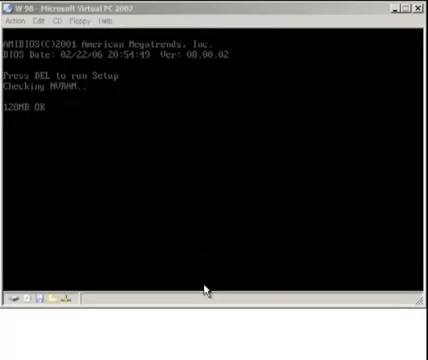 W 98 - Microsoft Virtual PC 2007
Action Edit CD Floppy Help
AMIBIOS(C)2001 American Megatrends, Inc.
BIOS Date: 02/22/06 20:54:49 Ver: 08.00.02
Press DEL to run Setup
Checking NVRAM..
128MB OK